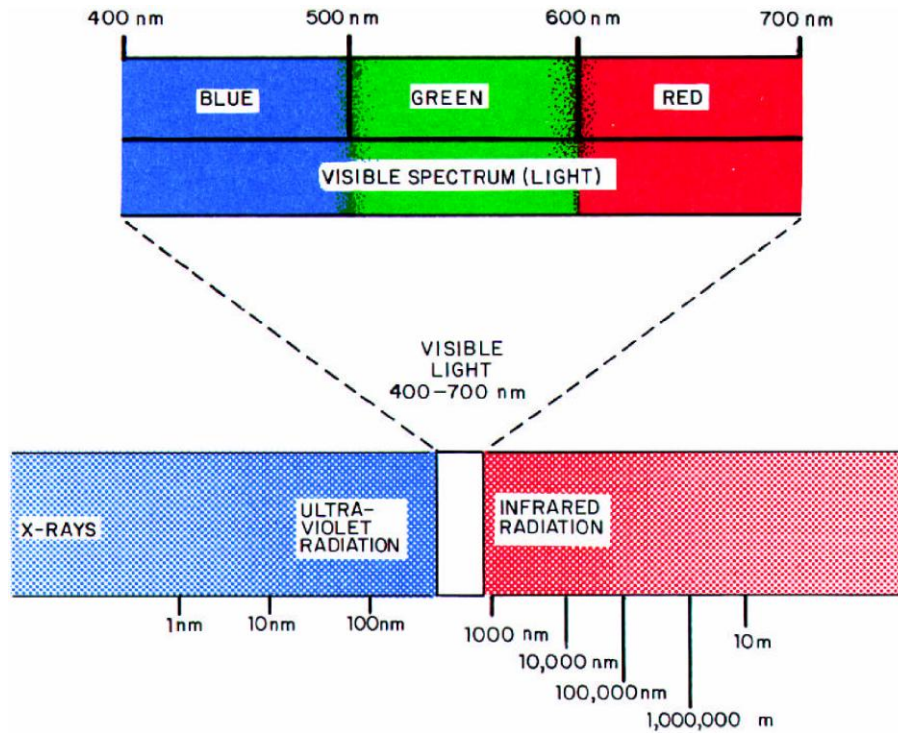 400 nm 500 nm 600 nm 700 nm
BLUE GREEN RED
VISIBLE SPECTRUM (LIGHT)
VISIBLE
LIGHT
400-700 nm
X-RAYS
ULTRA-
VIOLET
RADIATION
INFRARED
RADIATION
1nm 10nm 100nm 1000 nm 10m
10,000 nm
100,000nm
1,000,000 m